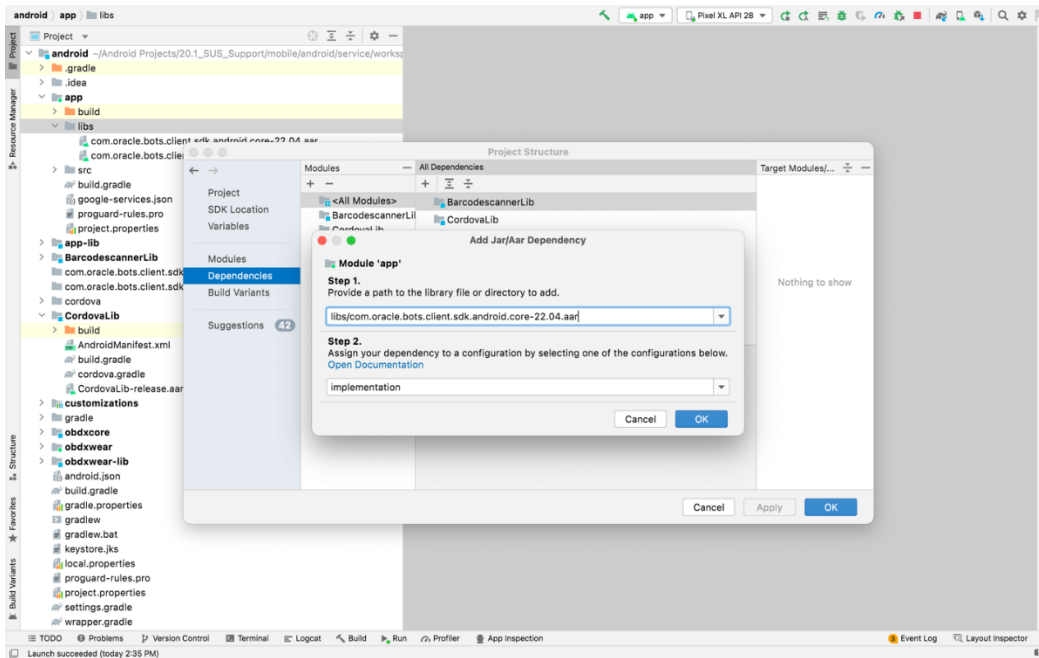 android › app › libs
app
Pixel XL API 28
Project
android ~/Android Projects/20.1_SUS_Support/mobile/android/service/worksp
.gradle
.idea
app
build
libs
com.oracle.bots.client.sdk.android.core-22.04.aar
com.oracle.bots.clie
src
build.gradle
google-services.json
proguard-rules.pro
project.properties
app-lib
BarcodescannerLib
com.oracle.bots.client.sdk
com.oracle.bots.client.sdk
cordova
CordovaLib
build
AndroidManifest.xml
build.gradle
cordova.gradle
CordovaLib-release.aar
customizations
gradle
obdxcore
obdxwear
obdxwear-lib
android.json
build.gradle
gradle.properties
gradlew
gradlew.bat
keystore.jks
local.properties
proguard-rules.pro
project.properties
settings.gradle
wrapper.gradle
Project
Resource Manager
Structure
Favorites
Build Variants
Project Structure
Project
SDK Location
Variables
Modules
Dependencies
Build Variants
Suggestions 42
Modules
<All Modules>
BarcodescannerLi
CordovaLib
All Dependencies
BarcodescannerLib
CordovaLib
Target Modules/...
Nothing to show
Add Jar/Aar Dependency
Module 'app'
Step 1.
Provide a path to the library file or directory to add.
libs/com.oracle.bots.client.sdk.android.core-22.04.aar
Step 2.
Assign your dependency to a configuration by selecting one of the configurations below.
Open Documentation
implementation
Cancel OK
Cancel Apply OK
TODO Problems Version Control Terminal Logcat Build Run Profiler App Inspection 3 Event Log Layout Inspector
Launch succeeded (today 2:35 PM)